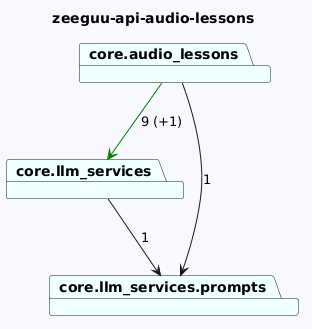 zeeguu-api-audio-lessons
core.audio_lessons
9 (+1)
core.llm_services
1
1
core.llm_services.prompts